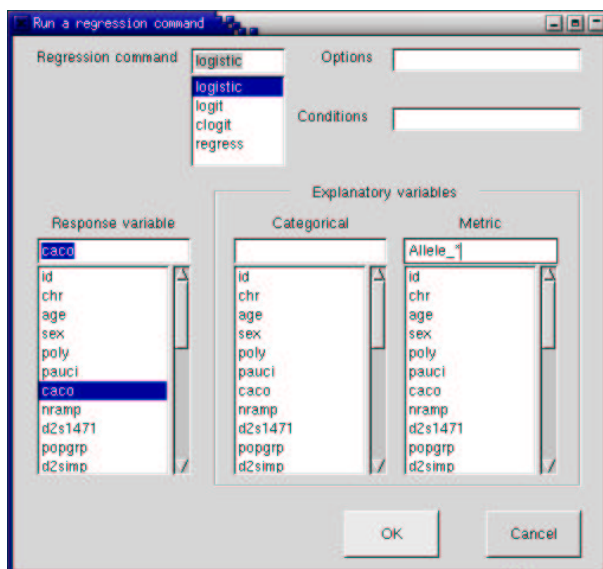 Run a regression command
Regression command
logistic
Options
logistic
logit
clogit
regress
Conditions
Explanatory variables
Response variable
Categorical
Metric
caco
Allele_*
id
chr
age
sex
poly
pauci
caco
nramp
d2s1471
popgrp
d2simp
id
chr
age
sex
poly
pauci
caco
nramp
d2s1471
popgrp
d2simp
id
chr
age
sex
poly
pauci
caco
nramp
d2s1471
popgrp
d2simp
OK
Cancel